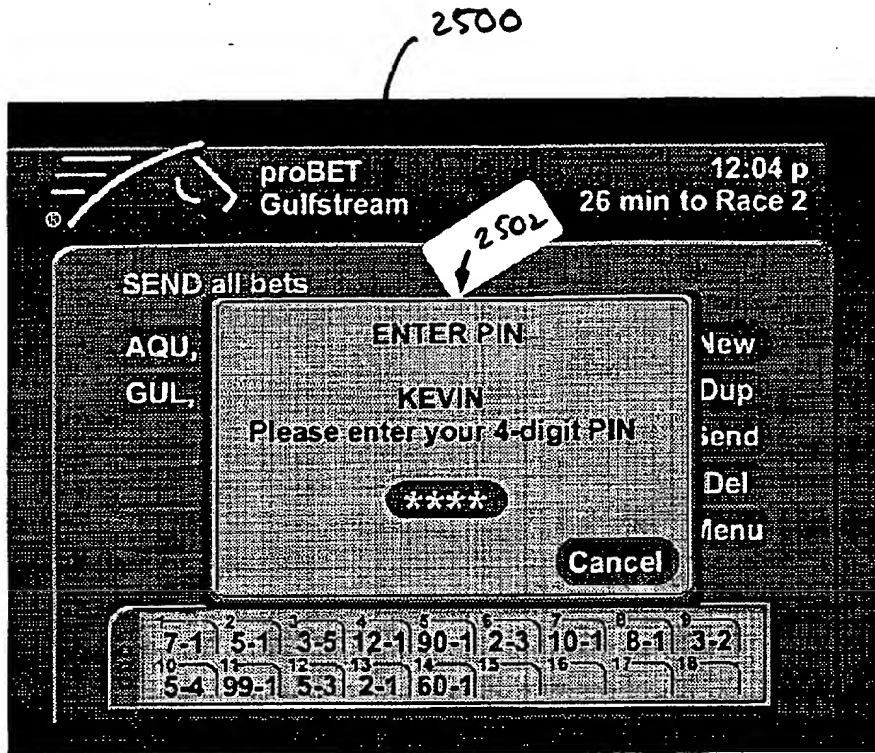 2500
proBET
Gulfstream
12:04 p
26 min to Race 2
®
2502
SEND all bets
AQU,
GUL,
ENTER PIN
KEVIN
Please enter your 4-digit PIN
****
Cancel
New
Dup
Send
Del
Menu
1 7-1 2 5-1 3 3-5 4 12-1 5 90-1 6 2-3 7 10-1 8 8-1 9 3-2
10 5-4 11 99-1 12 5-3 13 2-1 14 60-1 15 16 17 18